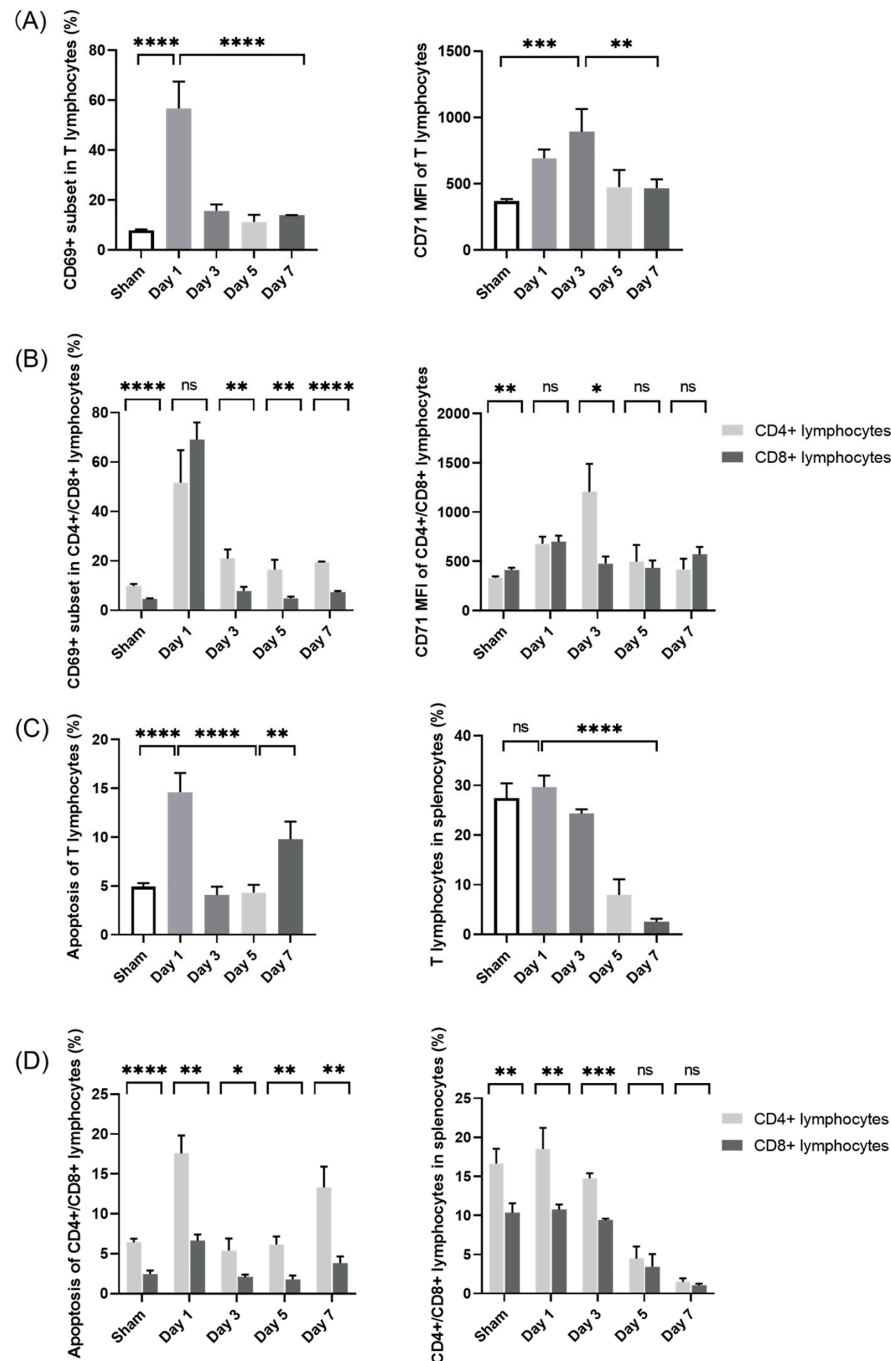 (A)
**** ****
CD69+ subset in T lymphocytes (%)
80
60
40
20
0
Sham Day 1 Day 3 Day 5 Day 7
*** **
CD71 MFI of T lymphocytes
1500
1000
500
0
Sham Day 1 Day 3 Day 5 Day 7
(B)
**** ns ** ** ****
CD69+ subset in CD4+/CD8+ lymphocytes (%)
80
60
40
20
0
Sham Day 1 Day 3 Day 5 Day 7
** ns * ns ns
CD71 MFI of CD4+/CD8+ lymphocytes
2000
1500
1000
500
0
Sham Day 1 Day 3 Day 5 Day 7
CD4+ lymphocytes
CD8+ lymphocytes
(C)
**** **** **
Apoptosis of T lymphocytes (%)
20
15
10
5
0
Sham Day 1 Day 3 Day 5 Day 7
ns ****
T lymphocytes in splenocytes (%)
40
30
20
10
0
Sham Day 1 Day 3 Day 5 Day 7
(D)
**** ** * ** **
Apoptosis of CD4+/CD8+ lymphocytes (%)
25
20
15
10
5
0
Sham Day 1 Day 3 Day 5 Day 7
** ** *** ns ns
CD4+/CD8+ lymphocytes in splenocytes (%)
25
20
15
10
5
0
Sham Day 1 Day 3 Day 5 Day 7
CD4+ lymphocytes
CD8+ lymphocytes